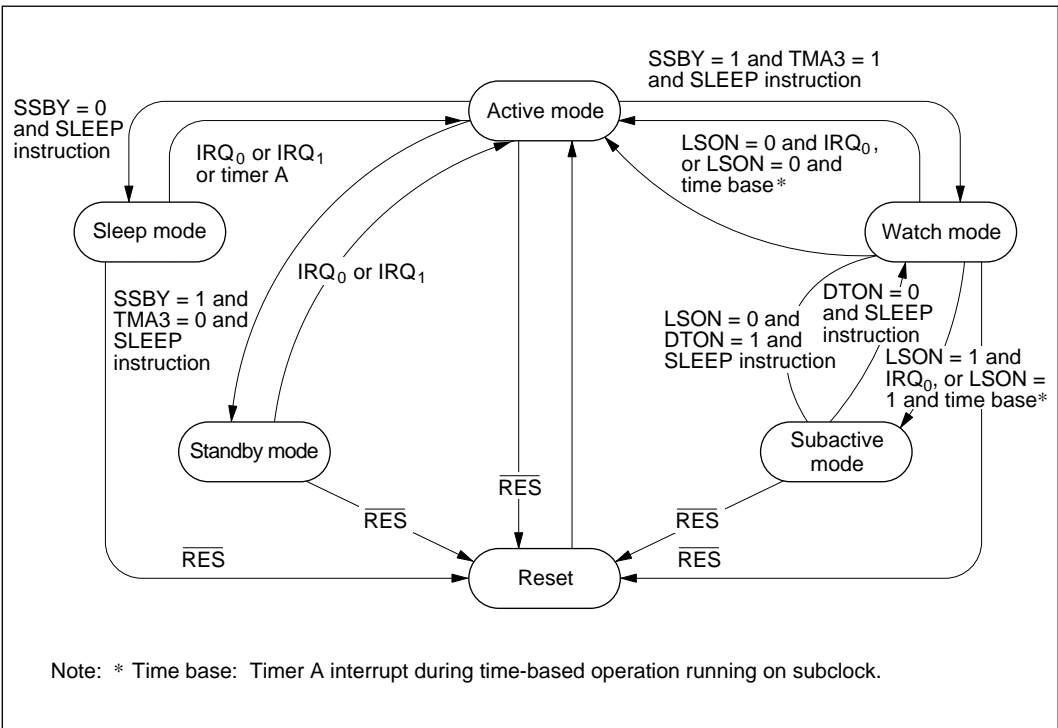 SSBY = 1 and TMA3 = 1
and SLEEP instruction
Active mode
SSBY = 0
and SLEEP
instruction
IRQ0 or IRQ1
or timer A
LSON = 0 and IRQ0,
or LSON = 0 and
time base*
Sleep mode
Watch mode
IRQ0 or IRQ1
SSBY = 1 and
TMA3 = 0 and
SLEEP
instruction
DTON = 0
and SLEEP
instruction
LSON = 0 and
DTON = 1 and
SLEEP instruction
LSON = 1 and
IRQ0, or LSON =
1 and time base*
Standby mode
Subactive
mode
RES
RES
RES
RES
RES
Reset
Note: * Time base: Timer A interrupt during time-based operation running on subclock.